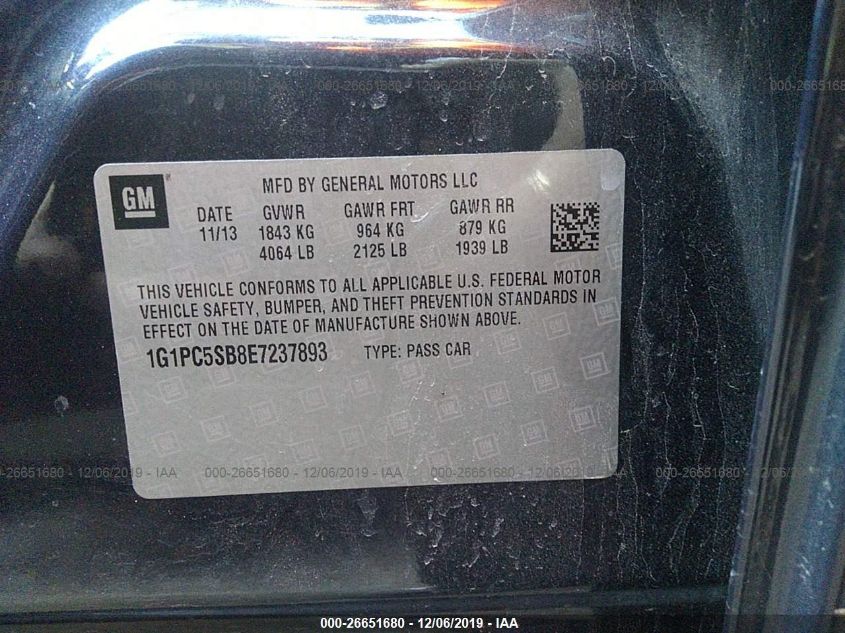 GM
MFD BY GENERAL MOTORS LLC
DATE GVWR GAWR FRT GAWR RR
11/13 1843 KG 964 KG 879 KG
4064 LB 2125 LB 1939 LB
THIS VEHICLE CONFORMS TO ALL APPLICABLE U.S. FEDERAL MOTOR
VEHICLE SAFETY, BUMPER, AND THEFT PREVENTION STANDARDS IN
EFFECT ON THE DATE OF MANUFACTURE SHOWN ABOVE.
1G1PC5SB8E7237893 TYPE: PASS CAR
000-26651680 - 12/06/2019 - IAA